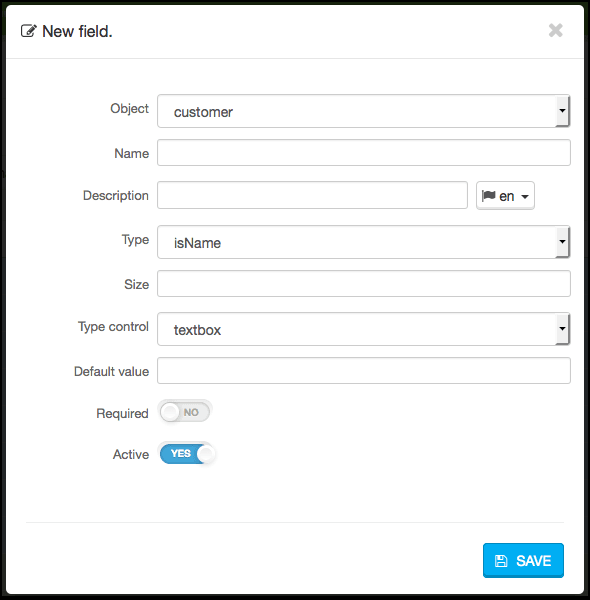 New field.
Object customer
Name
Description en
Type isName
Size
Type control textbox
Default value
Required NO
Active YES
SAVE